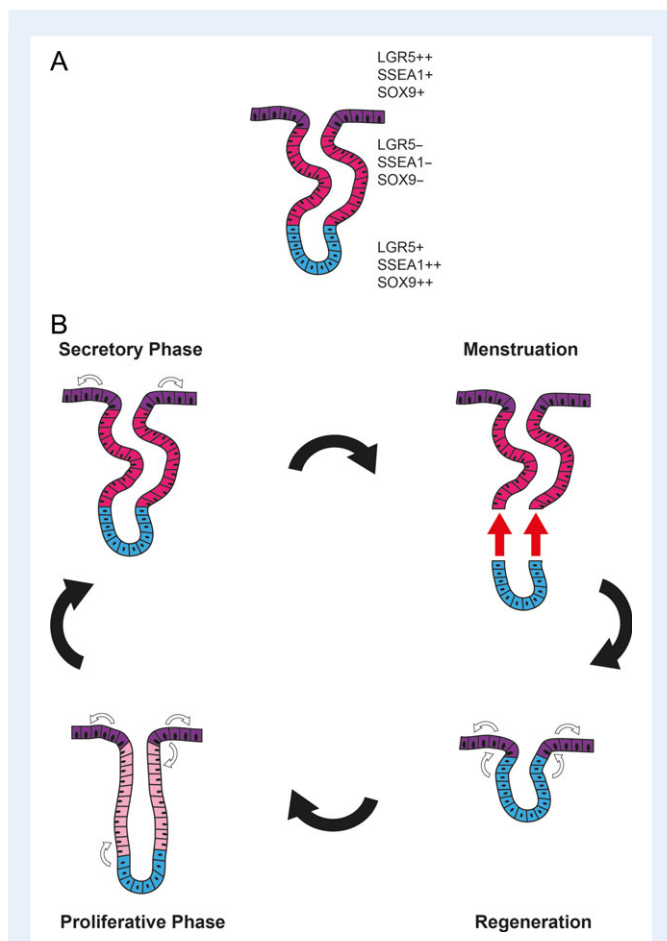 A
LGR5++
SSEA1+
SOX9+
LGR5–
SSEA1–
SOX9–
LGR5+
SSEA1++
SOX9++
B
Secretory Phase
Menstruation
Proliferative Phase
Regeneration